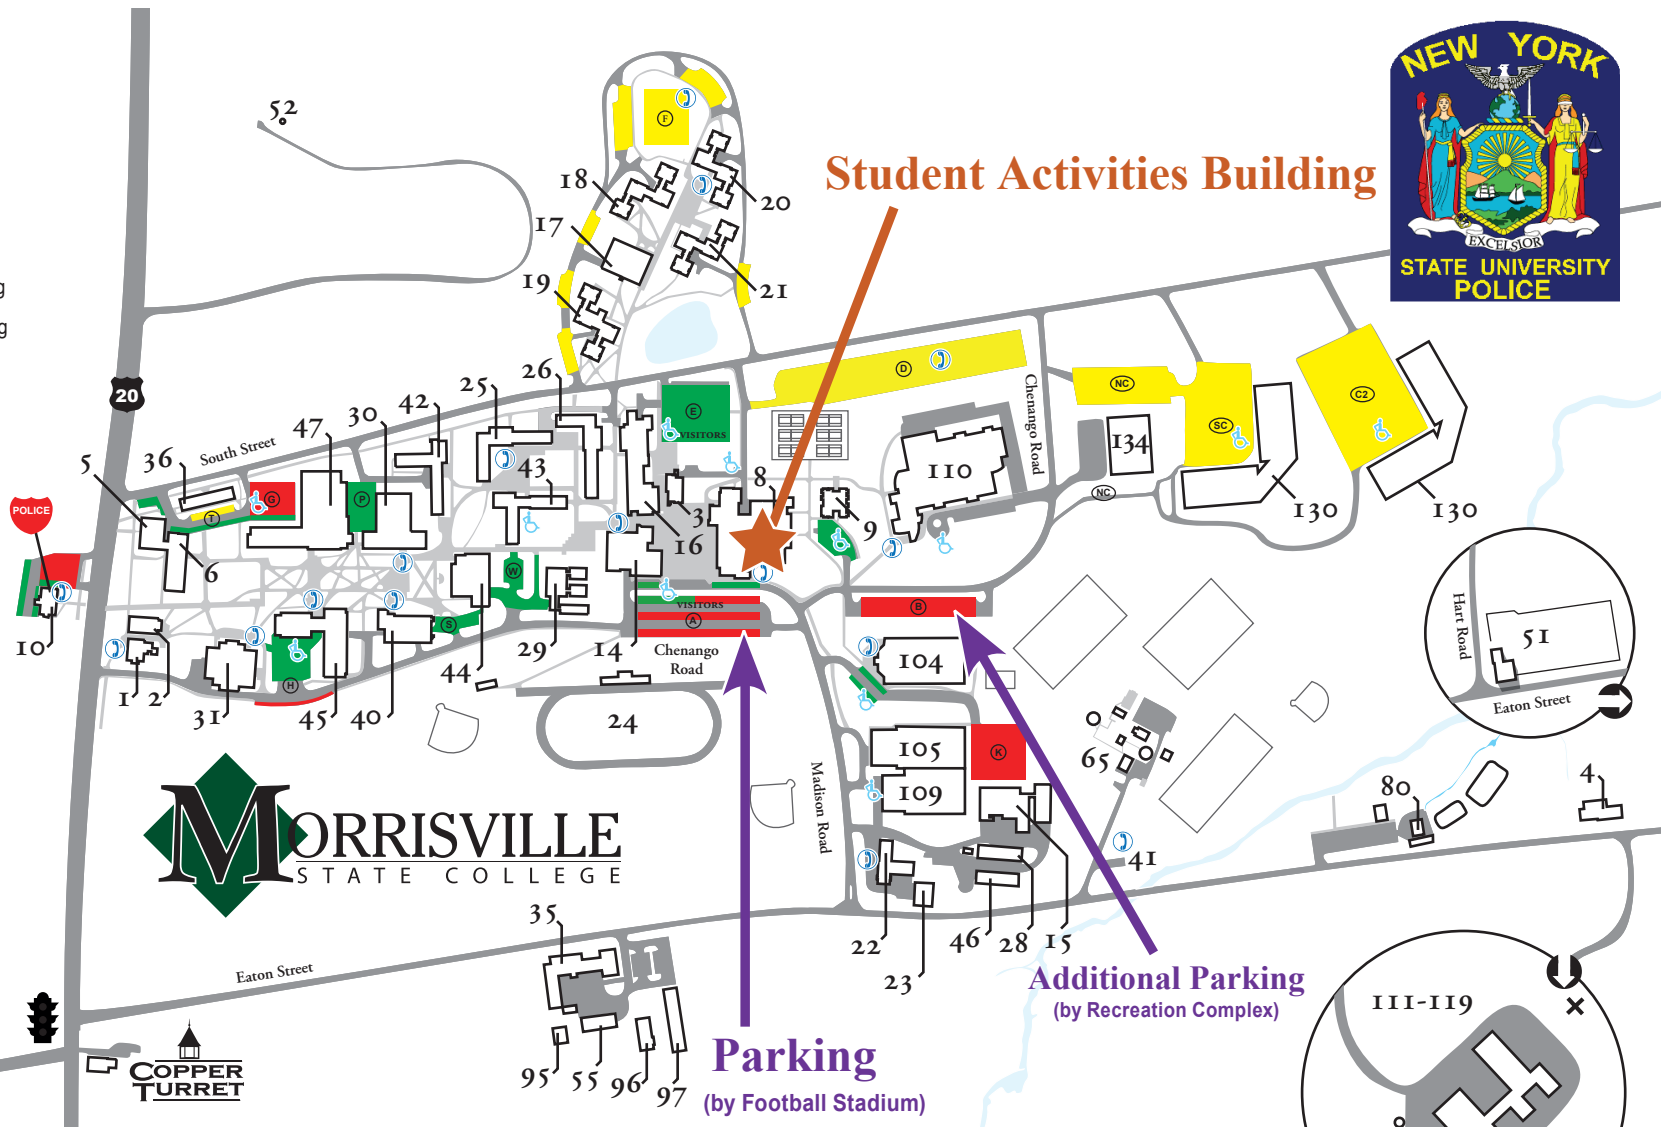 NEW YORK
EXCELSIOR
STATE UNIVERSITY
POLICE
52
F
Student Activities Building
18
20
17
19
21
g
g
20
South Street
26
25
42
30
47
36
5
E
VISITORS
D
Chenango Road
NC
SC
C2
134
110
43
8
3
16
9
NC
130
130
G
P
T
POLICE
6
10
W
S
H
A
VISITORS
B
Chenango
Road
1
2
31
45
40
44
29
14
24
104
105
109
K
65
Hart Road
51
Eaton Street
MORRISVILLE
STATE COLLEGE
Madison Road
80
4
41
22
23
46
28
15
35
Eaton Street
Additional Parking
(by Recreation Complex)
111-119
COPPER
TURRET
95
55
96
97
Parking
(by Football Stadium)